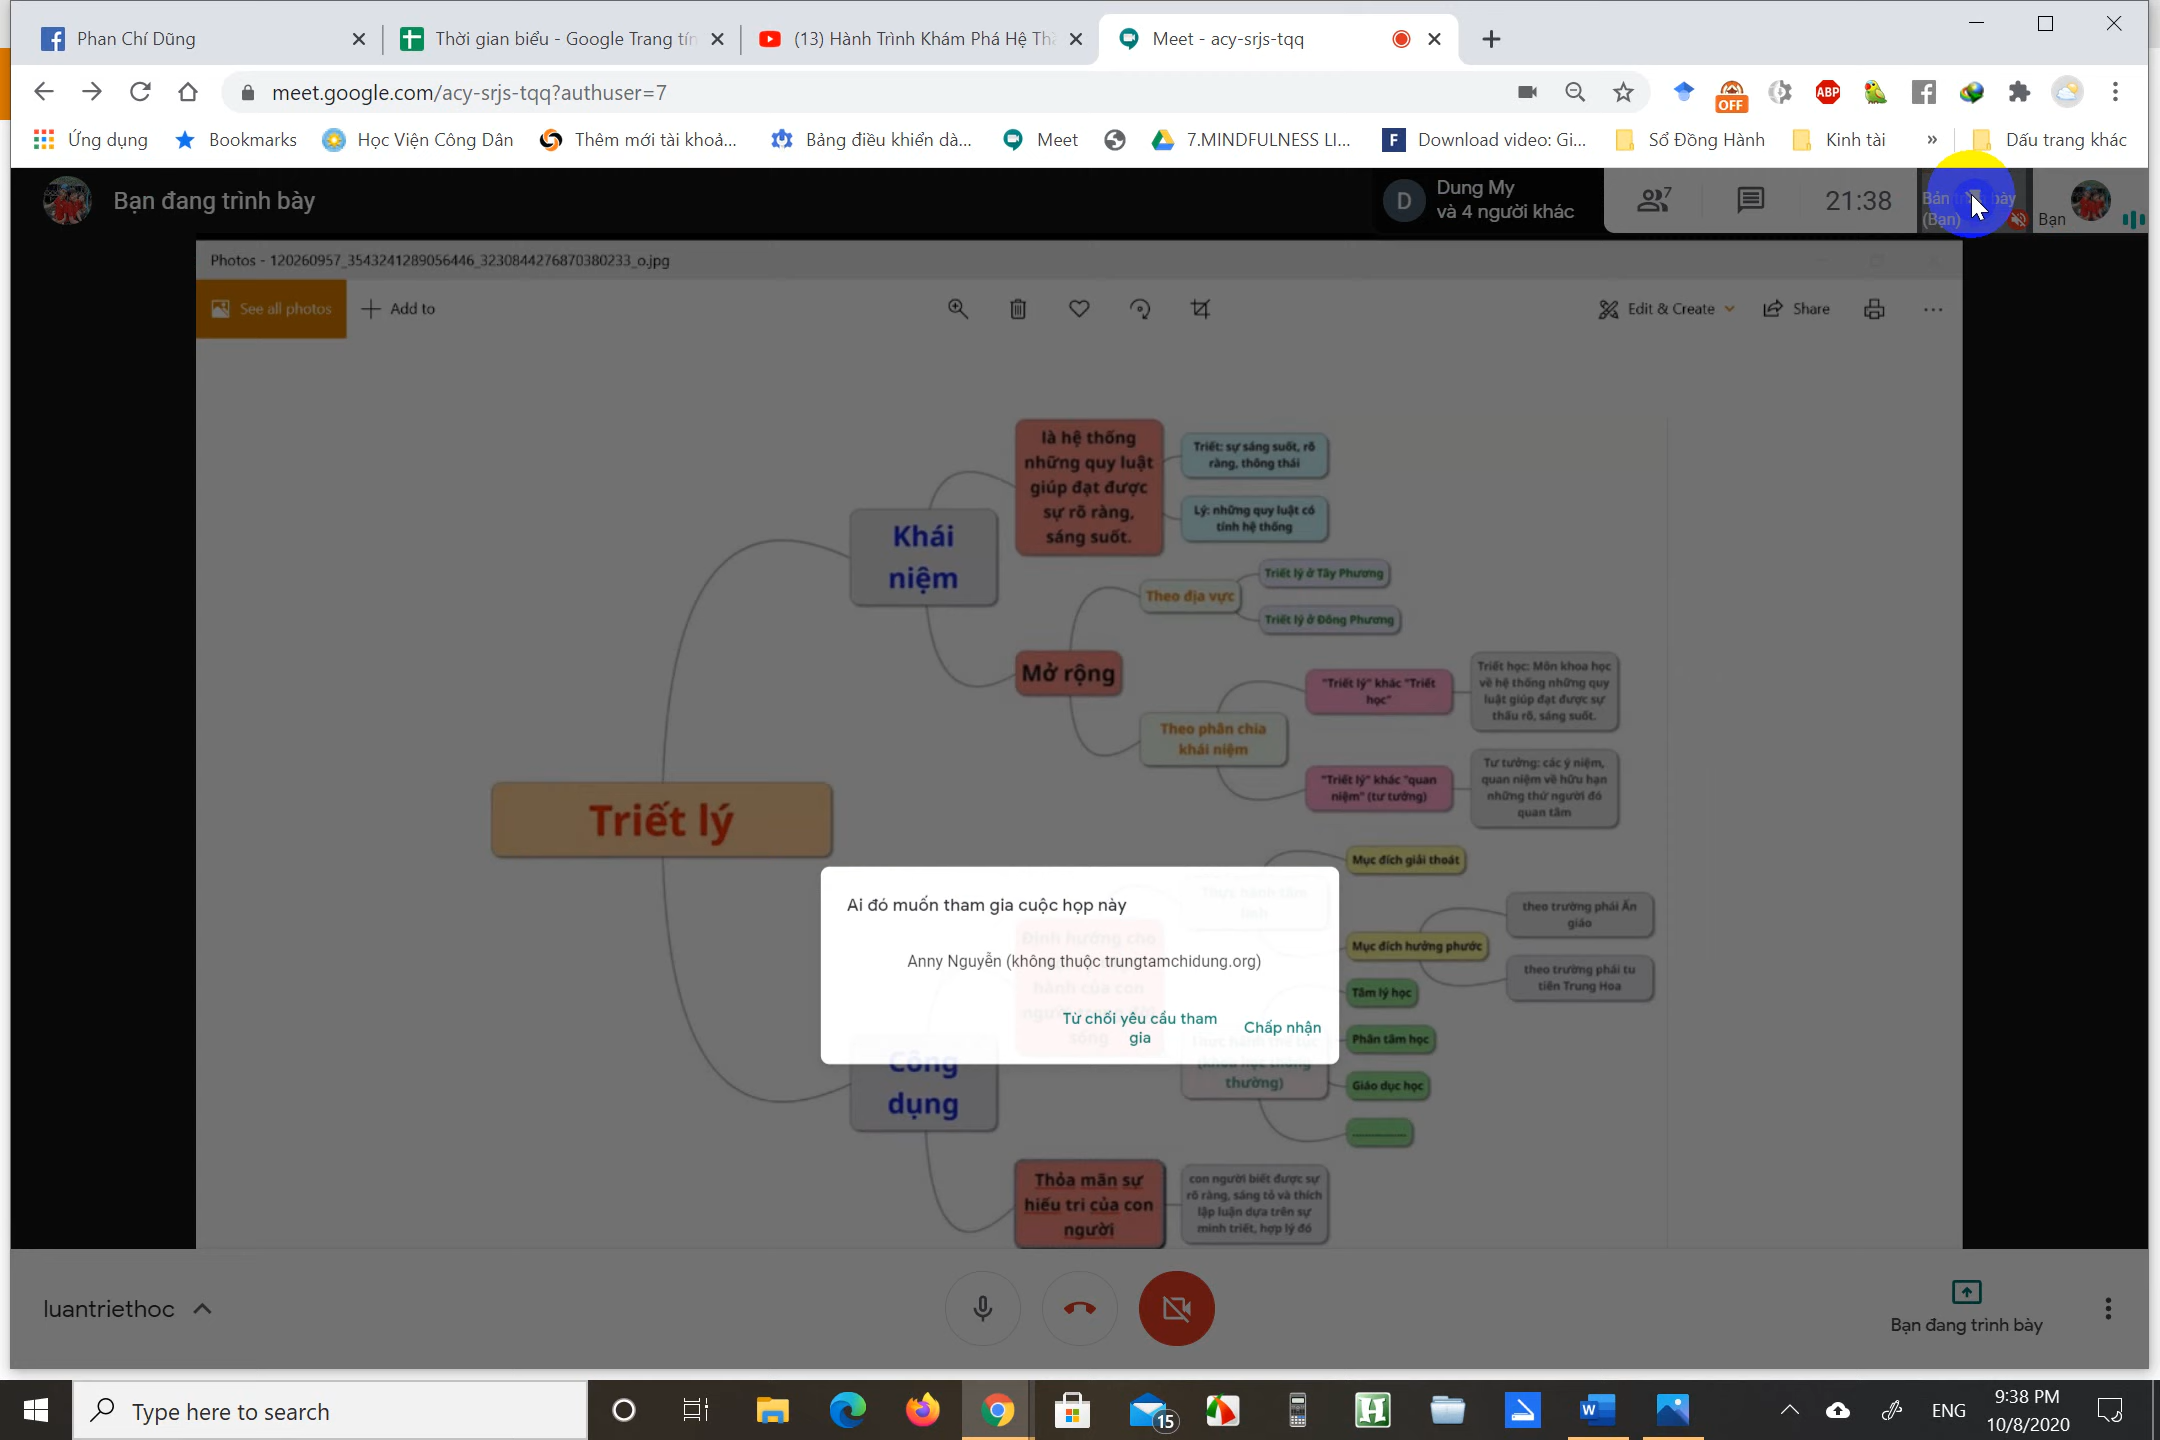 Phan Chí Dũng
Thời gian biểu - Google Trang tín
(13) Hành Trình Khám Phá Hệ Thầ
Meet - acy-srjs-tqq
meet.google.com/acy-srjs-tqq?authuser=7
OFF
ABP
Ứng dụng
Bookmarks
Học Viện Công Dân
Thêm mới tài khoả...
Bảng điều khiển dà...
Meet
7.MINDFULNESS LI...
Download video: Gi...
Sổ Đồng Hành
Kinh tài
»
Dấu trang khác
Bạn đang trình bày
D
Dung My
và 4 người khác
7
21:38
(Bạn)
Bạn
Photos - 120260957_3543241289056446_3230844276870380233_o.jpg
See all photos
Add to
Edit & Create
Share
là hệ thống
những quy luật
giúp đạt được
sự rõ ràng,
sáng suốt.
Triết: sự sáng suốt, rõ
ràng, thông thái
Lý: những quy luật có
tính hệ thống
Khái
niệm
Triết lý ở Tây Phương
Theo địa vực
Triết lý ở Đông Phương
Mở rộng
"Triết lý" khác "Triết
học"
Triết học: Môn khoa học
về hệ thống những quy
luật giúp đạt được sự
thấu rõ, sáng suốt.
Theo phân chia
khái niệm
"Triết lý" khác "quan
niệm" (tư tưởng)
Tư tưởng: các ý niệm,
quan niệm về hữu hạn
những thứ người đó
quan tâm
Triết lý
Mục đích giải thoát
Ai đó muốn tham gia cuộc họp này
Anny Nguyễn (không thuộc trungtamchidung.org)
Từ chối yêu cầu tham
gia
Chấp nhận
theo trường phái Ấn
giáo
Mục đích hưởng phước
theo trường phái tu
tiên Trung Hoa
Tâm lý học
Phân tâm học
thường)
Giáo dục học
Công
dụng
Thỏa mãn sự
hiếu tri của con
người
con người biết được sự
rõ ràng, sáng tỏ và thích
lập luận dựa trên sự
minh triết, hợp lý đó
luantriethoc
Bạn đang trình bày
Type here to search
15
ENG
9:38 PM
10/8/2020